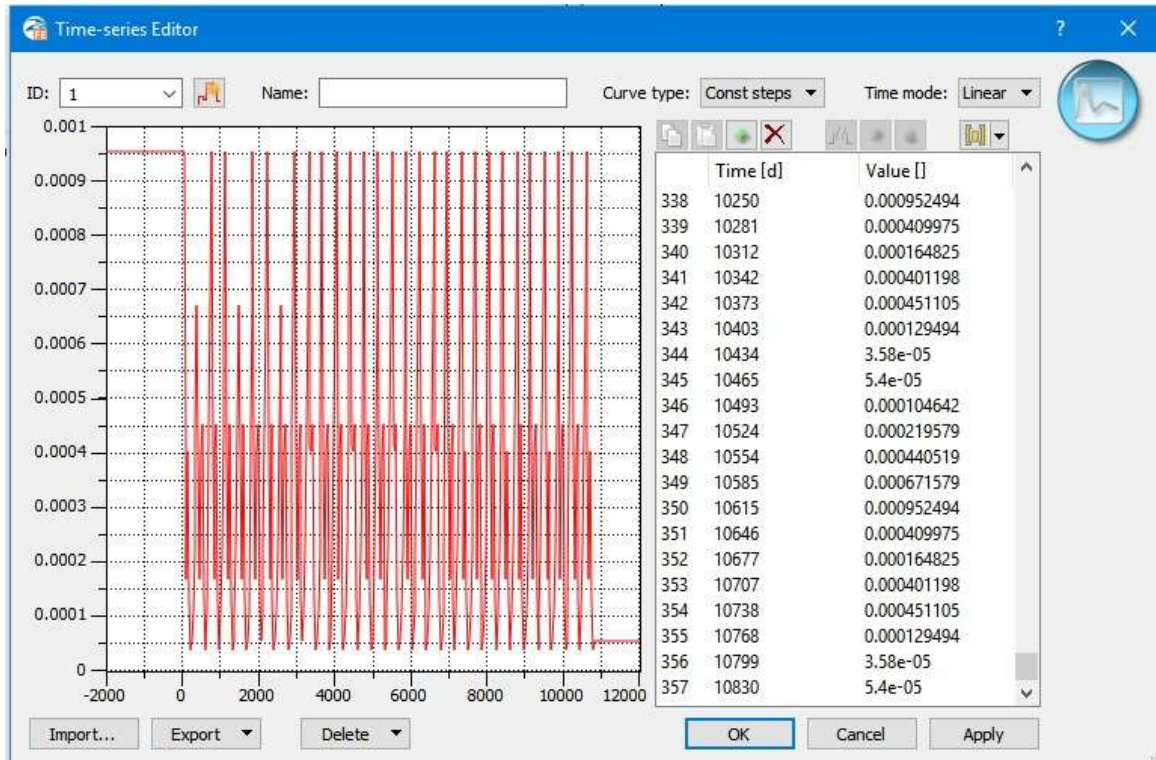 Time-series Editor ? ×
ID: 1 Name: Curve type: Const steps Time mode: Linear
0.001
0.0009
0.0008
0.0007
0.0006
0.0005
0.0004
0.0003
0.0002
0.0001
0
-2000 0 2000 4000 6000 8000 10000 12000
Time [d] Value []
338 10250 0.000952494
339 10281 0.000409975
340 10312 0.000164825
341 10342 0.000401198
342 10373 0.000451105
343 10403 0.000129494
344 10434 3.58e-05
345 10465 5.4e-05
346 10493 0.000104642
347 10524 0.000219579
348 10554 0.000440519
349 10585 0.000671579
350 10615 0.000952494
351 10646 0.000409975
352 10677 0.000164825
353 10707 0.000401198
354 10738 0.000451105
355 10768 0.000129494
356 10799 3.58e-05
357 10830 5.4e-05
Import... Export Delete OK Cancel Apply